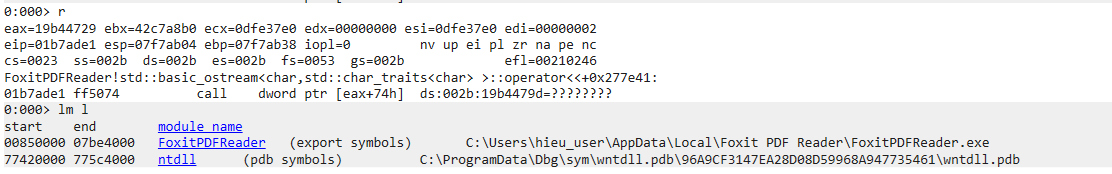 0:000> r
eax=19b44729 ebx=42c7a8b0 ecx=0dfe37e0 edx=00000000 esi=0dfe37e0 edi=00000002
eip=01b7ade1 esp=07f7ab04 ebp=07f7ab38 iopl=0         nv up ei pl zr na pe nc
cs=0023  ss=002b  ds=002b  es=002b  fs=0053  gs=002b             efl=00210246
FoxitPDFReader!std::basic_ostream<char,std::char_traits<char> >::operator<<+0x277e41:
01b7ade1 ff5074          call    dword ptr [eax+74h]  ds:002b:19b4479d=????????
0:000> lm l
start    end        module name
00850000 07be4000   FoxitPDFReader   (export symbols)       C:\Users\hieu_user\AppData\Local\Foxit PDF Reader\FoxitPDFReader.exe
77420000 775c4000   ntdll      (pdb symbols)          C:\ProgramData\Dbg\sym\wntdll.pdb\96A9CF3147EA28D08D59968A947735461\wntdll.pdb